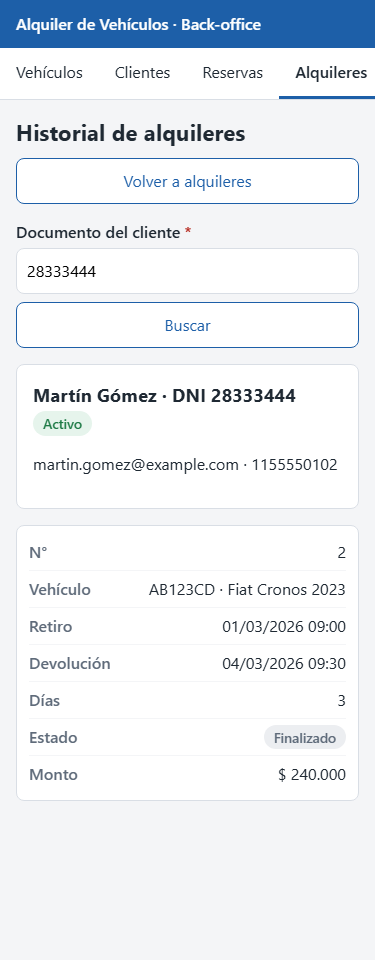 Alquiler de Vehículos · Back-office
Vehículos Clientes Reservas Alquileres
Historial de alquileres
Volver a alquileres
Documento del cliente *
28333444
Buscar
Martín Gómez · DNI 28333444
Activo
martin.gomez@example.com · 1155550102
N° 2
Vehículo AB123CD · Fiat Cronos 2023
Retiro 01/03/2026 09:00
Devolución 04/03/2026 09:30
Días 3
Estado Finalizado
Monto $ 240.000